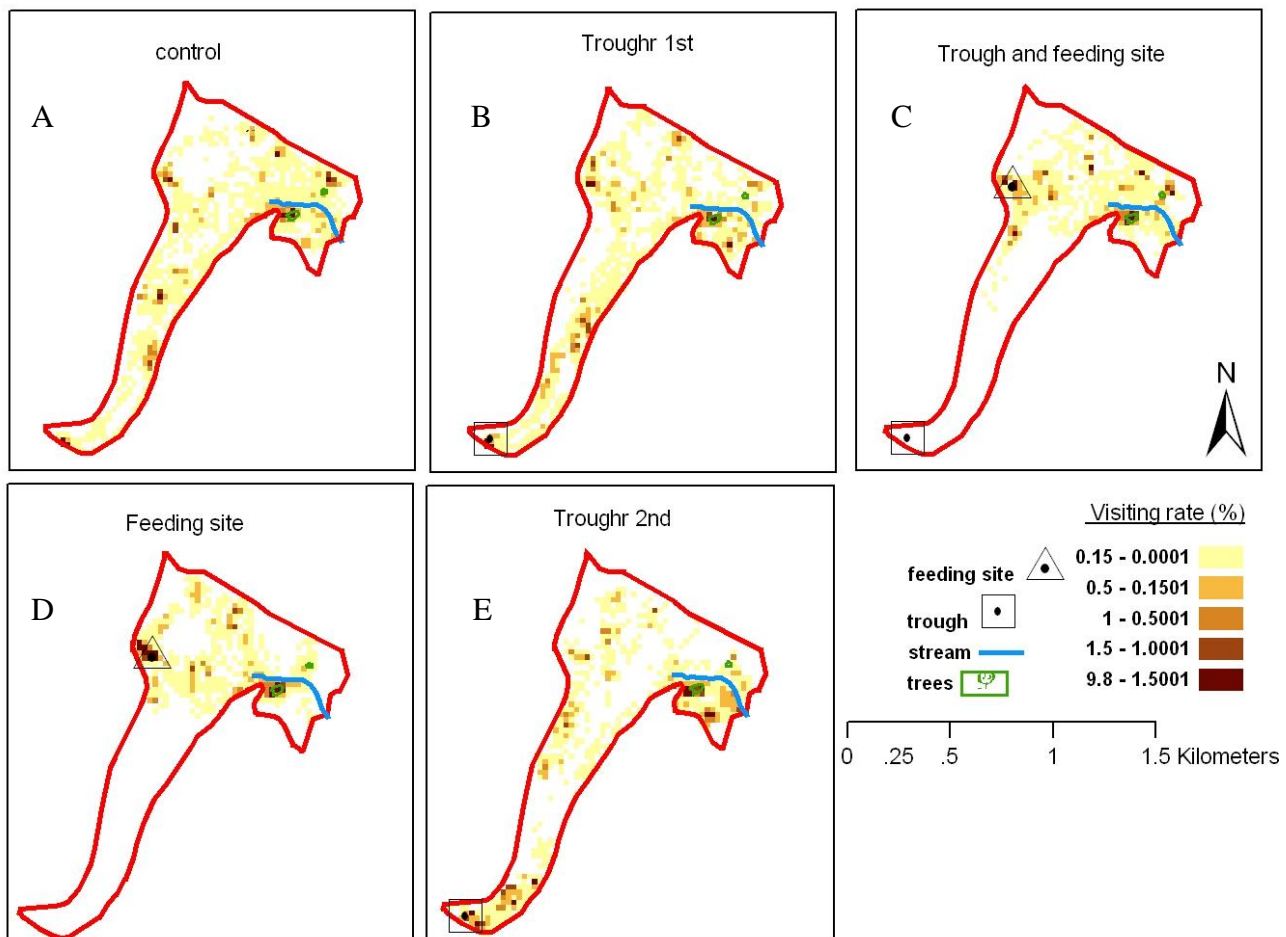 control
A
Troughr 1st
B
Trough and feeding site
C
N
Feeding site
D
Troughr 2nd
E
Visiting rate (%)
feeding site
trough
stream
trees
0.15 - 0.0001
0.5 - 0.1501
1 - 0.5001
1.5 - 1.0001
9.8 - 1.5001
0 .25 .5 1 1.5 Kilometers